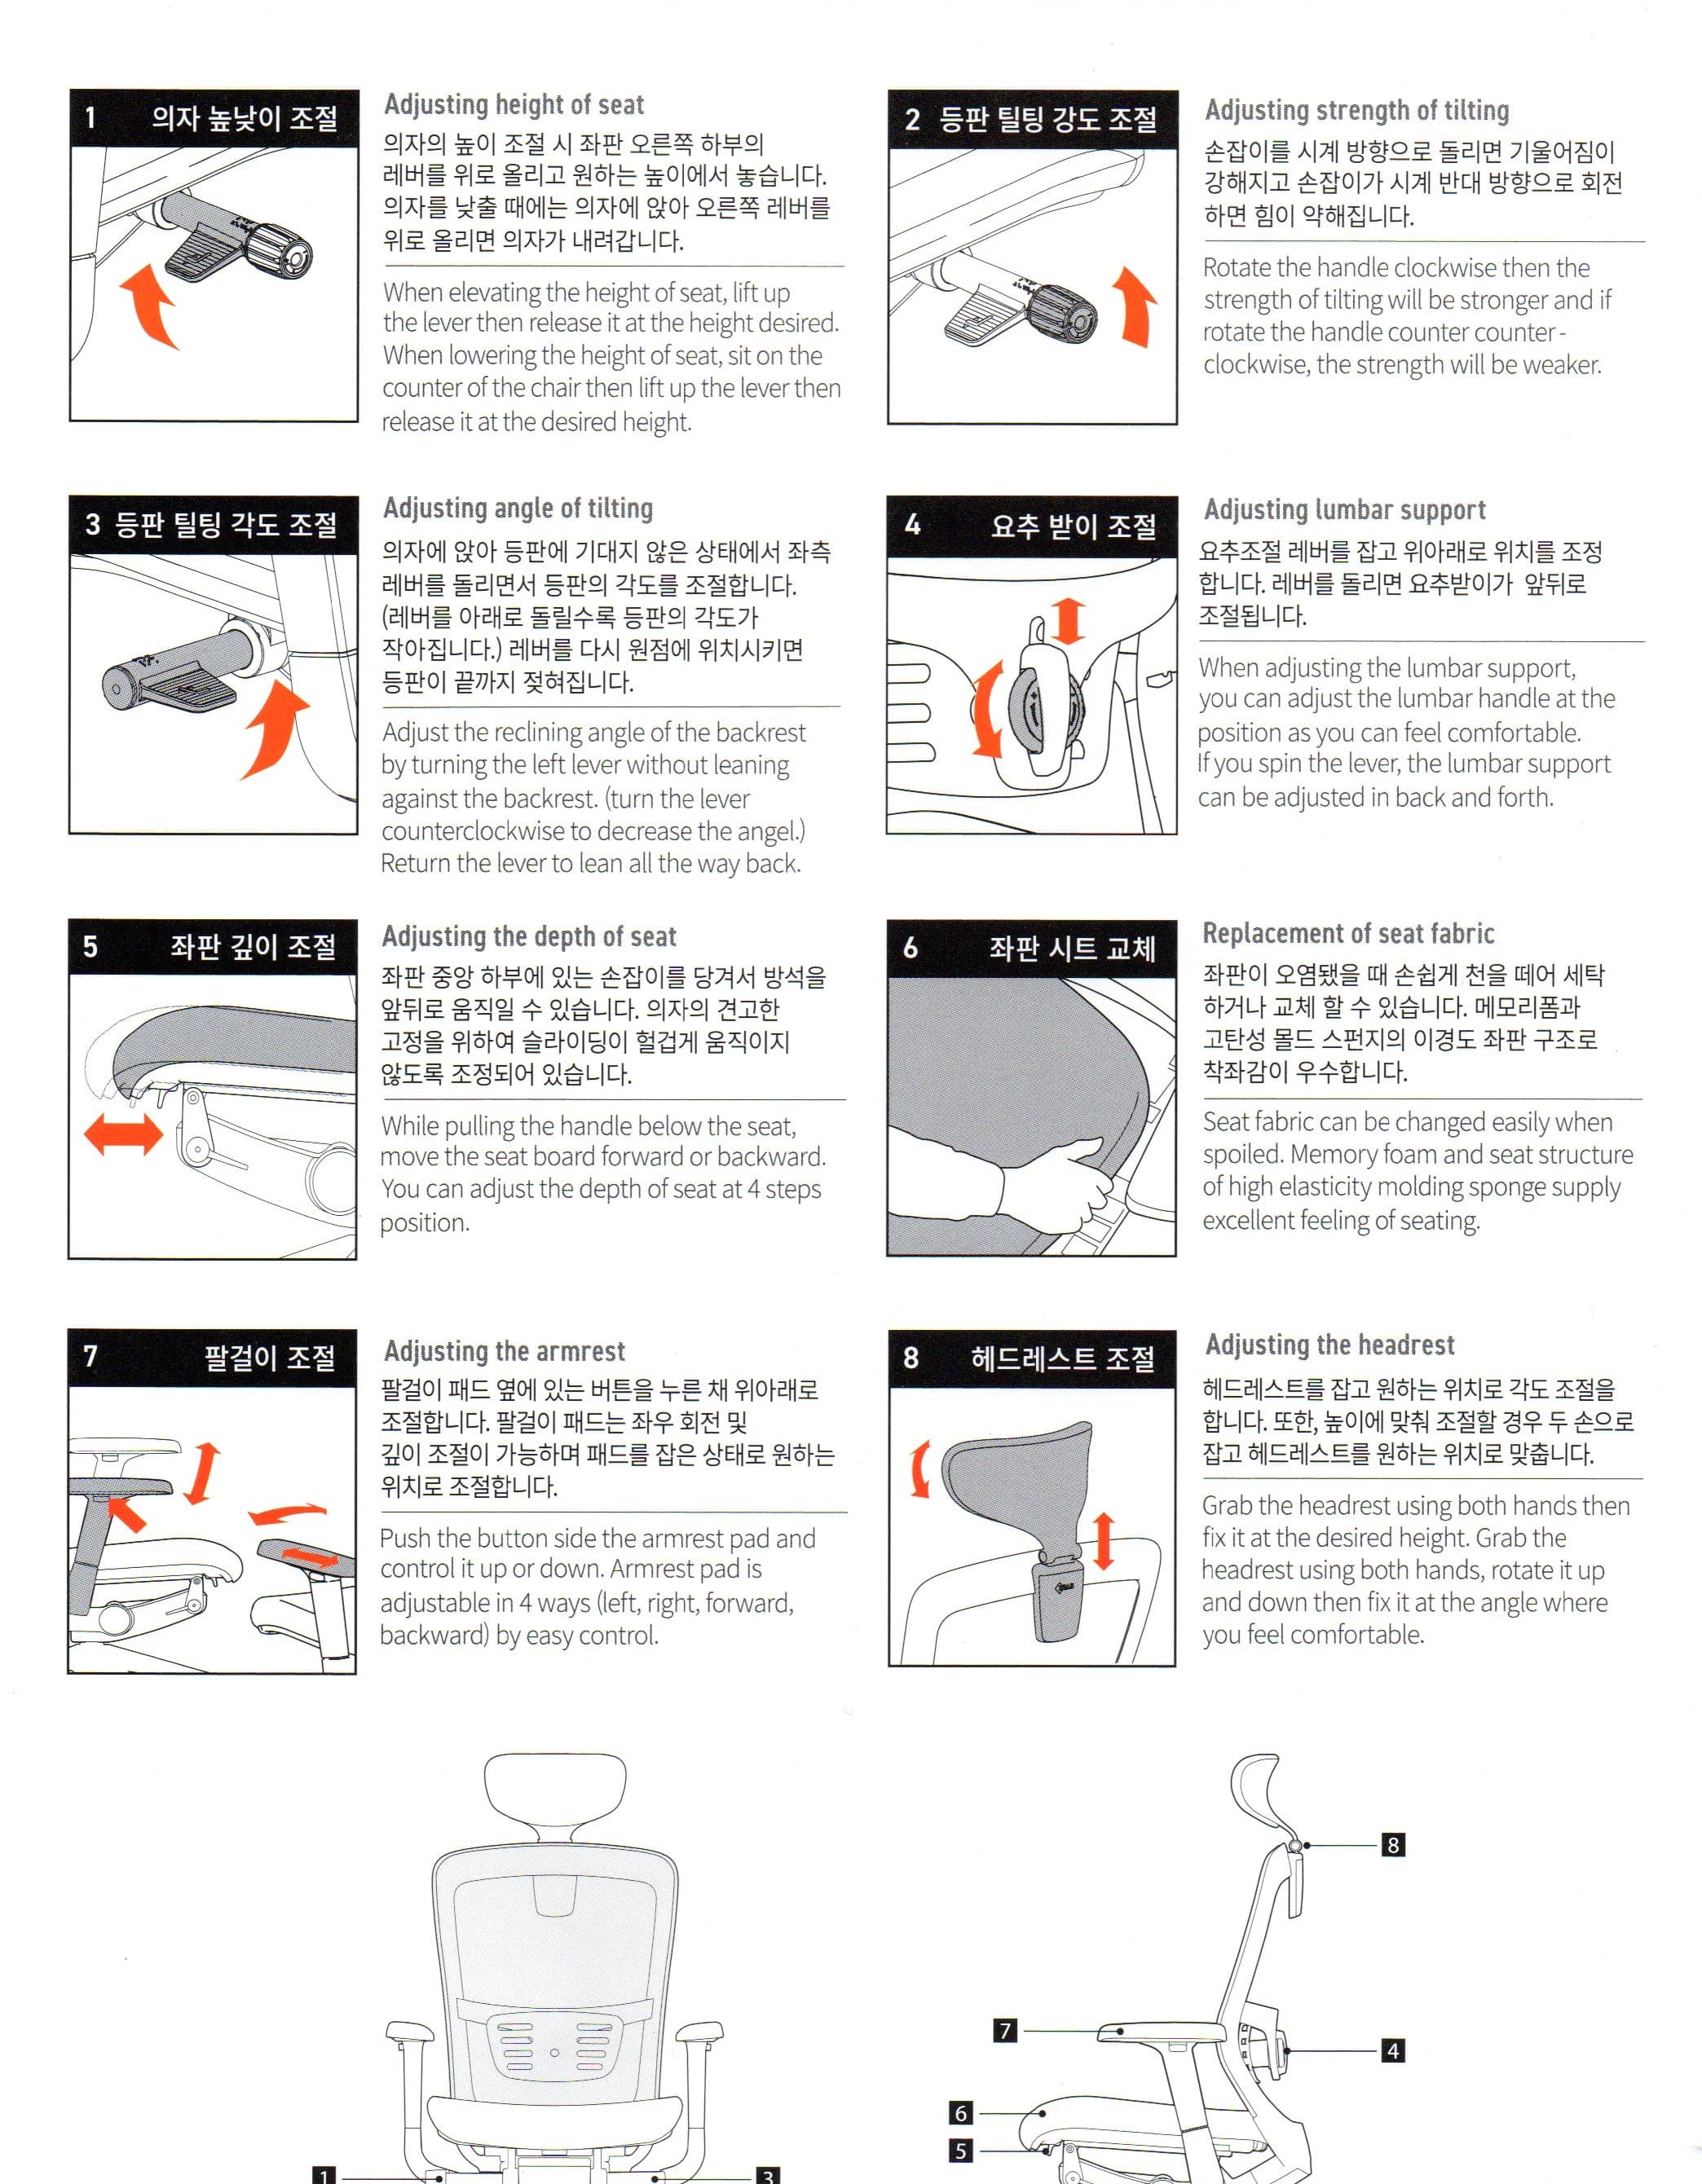 1 의자 높낮이 조절
Adjusting height of seat
의자의 높이 조절 시 좌판 오른쪽 하부의
레버를 위로 올리고 원하는 높이에서 놓습니다.
의자를 낮출 때에는 의자에 앉아 오른쪽 레버를
위로 올리면 의자가 내려갑니다.
When elevating the height of seat, lift up
the lever then release it at the height desired.
When lowering the height of seat, sit on the
counter of the chair then lift up the lever then
release it at the desired height.
2 등판 틸팅 강도 조절
Adjusting strength of tilting
손잡이를 시계 방향으로 돌리면 기울어짐이
강해지고 손잡이가 시계 반대 방향으로 회전
하면 힘이 약해집니다.
Rotate the handle clockwise then the
strength of tilting will be stronger and if
rotate the handle counter counter-
clockwise, the strength will be weaker.
3 등판 틸팅 각도 조절
Adjusting angle of tilting
의자에 앉아 등판에 기대지 않은 상태에서 좌측
레버를 돌리면서 등판의 각도를 조절합니다.
(레버를 아래로 돌릴수록 등판의 각도가
작아집니다.) 레버를 다시 원점에 위치시키면
등판이 끝까지 젖혀집니다.
Adjust the reclining angle of the backrest
by turning the left lever without leaning
against the backrest. (turn the lever
counterclockwise to decrease the angel.)
Return the lever to lean all the way back.
4 요추 받이 조절
Adjusting lumbar support
요추조절 레버를 잡고 위아래로 위치를 조정
합니다. 레버를 돌리면 요추받이가 앞뒤로
조절됩니다.
When adjusting the lumbar support,
you can adjust the lumbar handle at the
position as you can feel comfortable.
If you spin the lever, the lumbar support
can be adjusted in back and forth.
5 좌판 깊이 조절
Adjusting the depth of seat
좌판 중앙 하부에 있는 손잡이를 당겨서 방석을
앞뒤로 움직일 수 있습니다. 의자의 견고한
고정을 위하여 슬라이딩이 헐겁게 움직이지
않도록 조정되어 있습니다.
While pulling the handle below the seat,
move the seat board forward or backward.
You can adjust the depth of seat at 4 steps
position.
6 좌판 시트 교체
Replacement of seat fabric
좌판이 오염됐을 때 손쉽게 천을 떼어 세탁
하거나 교체 할 수 있습니다. 메모리폼과
고탄성 몰드 스펀지의 이경도 좌판 구조로
착좌감이 우수합니다.
Seat fabric can be changed easily when
spoiled. Memory foam and seat structure
of high elasticity molding sponge supply
excellent feeling of seating.
7 팔걸이 조절
Adjusting the armrest
팔걸이 패드 옆에 있는 버튼을 누른 채 위아래로
조절합니다. 팔걸이 패드는 좌우 회전 및
깊이 조절이 가능하며 패드를 잡은 상태로 원하는
위치로 조절합니다.
Push the button side the armrest pad and
control it up or down. Armrest pad is
adjustable in 4 ways (left, right, forward,
backward) by easy control.
8 헤드레스트 조절
Adjusting the headrest
헤드레스트를 잡고 원하는 위치로 각도 조절을
합니다. 또한, 높이에 맞춰 조절할 경우 두 손으로
잡고 헤드레스트를 원하는 위치로 맞춥니다.
Grab the headrest using both hands then
fix it at the desired height. Grab the
headrest using both hands, rotate it up
and down then fix it at the angle where
you feel comfortable.
8
7
4
6
5
1
3